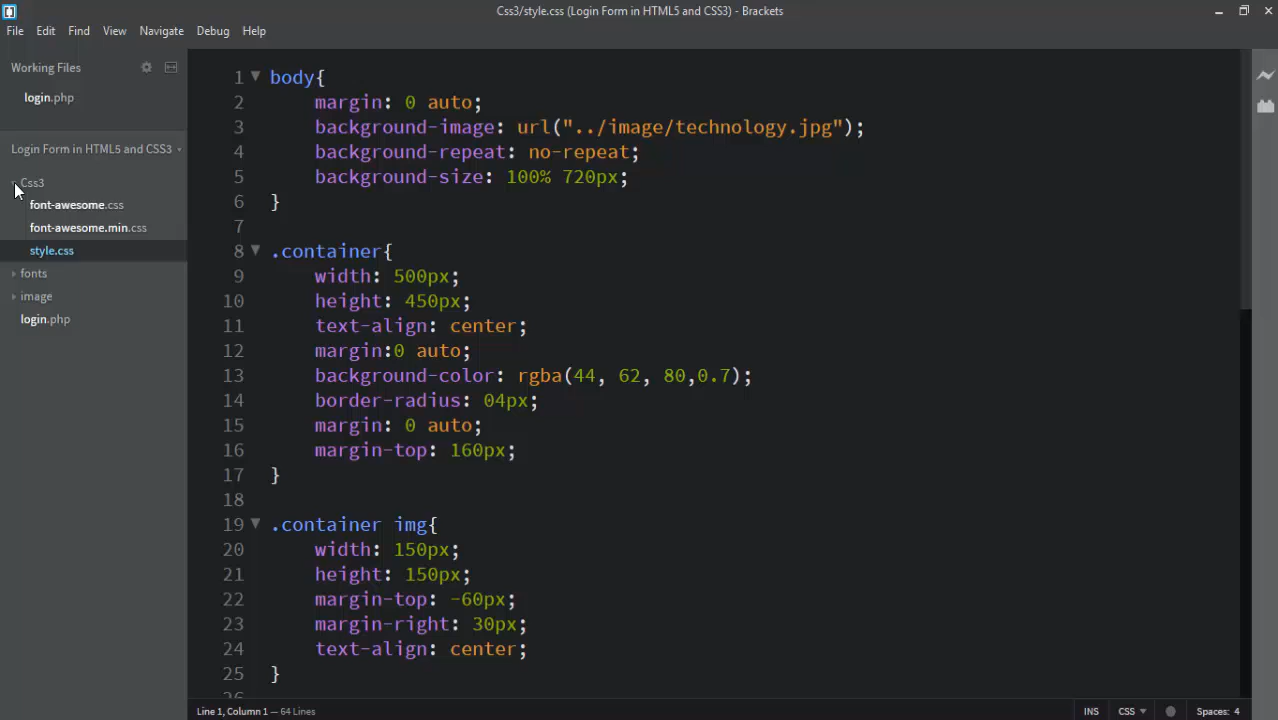 Css3/style.css (Login Form in HTML5 and CSS3) - Brackets
File Edit Find View Navigate Debug Help
Working Files
login.php
Login Form in HTML5 and CSS3
Css3
font-awesome.css
font-awesome.min.css
style.css
fonts
image
login.php
1 body{
2 margin: 0 auto;
3 background-image: url("../image/technology.jpg");
4 background-repeat: no-repeat;
5 background-size: 100% 720px;
6 }
7
8 .container{
9 width: 500px;
10 height: 450px;
11 text-align: center;
12 margin:0 auto;
13 background-color: rgba(44, 62, 80,0.7);
14 border-radius: 04px;
15 margin: 0 auto;
16 margin-top: 160px;
17 }
18
19 .container img{
20 width: 150px;
21 height: 150px;
22 margin-top: -60px;
23 margin-right: 30px;
24 text-align: center;
25 }
26
Line 1, Column 1 — 64 Lines
INS CSS Spaces: 4